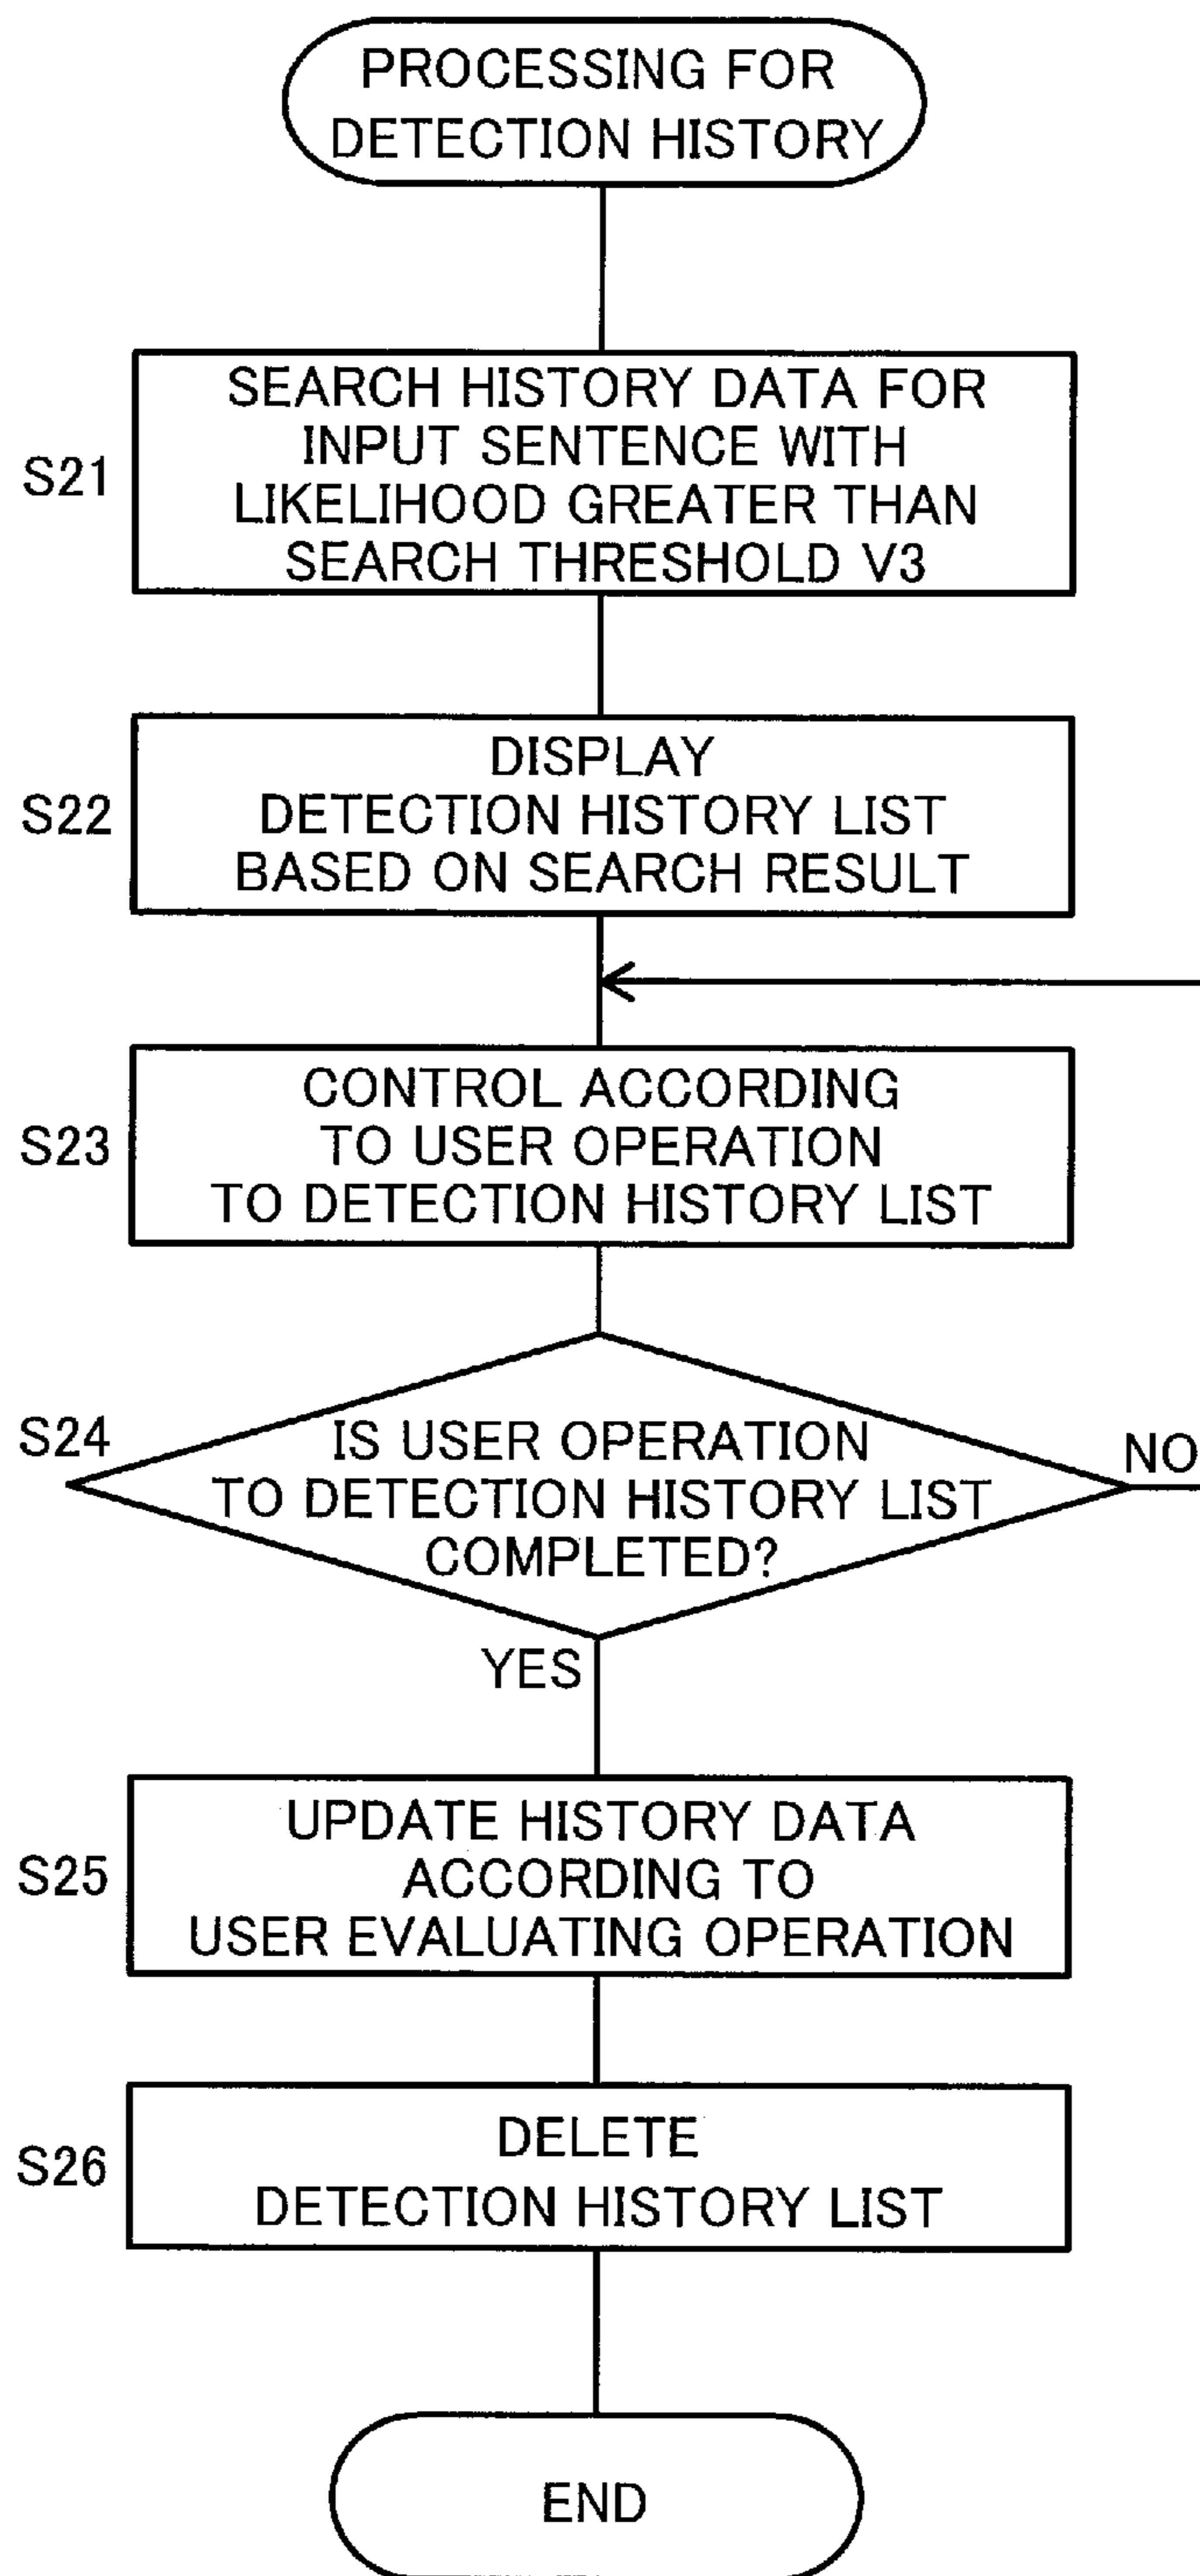 PROCESSING FOR
DETECTION HISTORY
S21
SEARCH HISTORY DATA FOR
INPUT SENTENCE WITH
LIKELIHOOD GREATER THAN
SEARCH THRESHOLD V3
S22
DISPLAY
DETECTION HISTORY LIST
BASED ON SEARCH RESULT
S23
CONTROL ACCORDING
TO USER OPERATION
TO DETECTION HISTORY LIST
S24
IS USER OPERATION
TO DETECTION HISTORY LIST
COMPLETED?
NO
YES
S25
UPDATE HISTORY DATA
ACCORDING TO
USER EVALUATING OPERATION
S26
DELETE
DETECTION HISTORY LIST
END